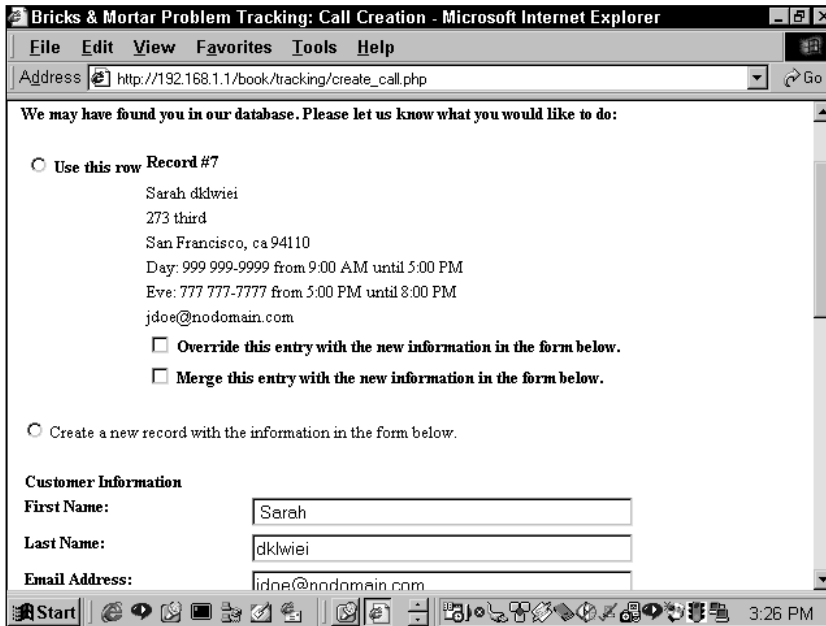 Bricks & Mortar Problem Tracking: Call Creation - Microsoft Internet Explorer
File Edit View Favorites Tools Help
Address http://192.168.1.1/book/tracking/create_call.php Go
We may have found you in our database. Please let us know what you would like to do:
Use this row Record #7
Sarah dklwiei
273 third
San Francisco, ca 94110
Day: 999 999-9999 from 9:00 AM until 5:00 PM
Eve: 777 777-7777 from 5:00 PM until 8:00 PM
jdoe@nodomain.com
Override this entry with the new information in the form below.
Merge this entry with the new information in the form below.
Create a new record with the information in the form below.
Customer Information
First Name: Sarah
Last Name: dklwiei
Email Address: jdoe@nodomain.com
Start 3:26 PM